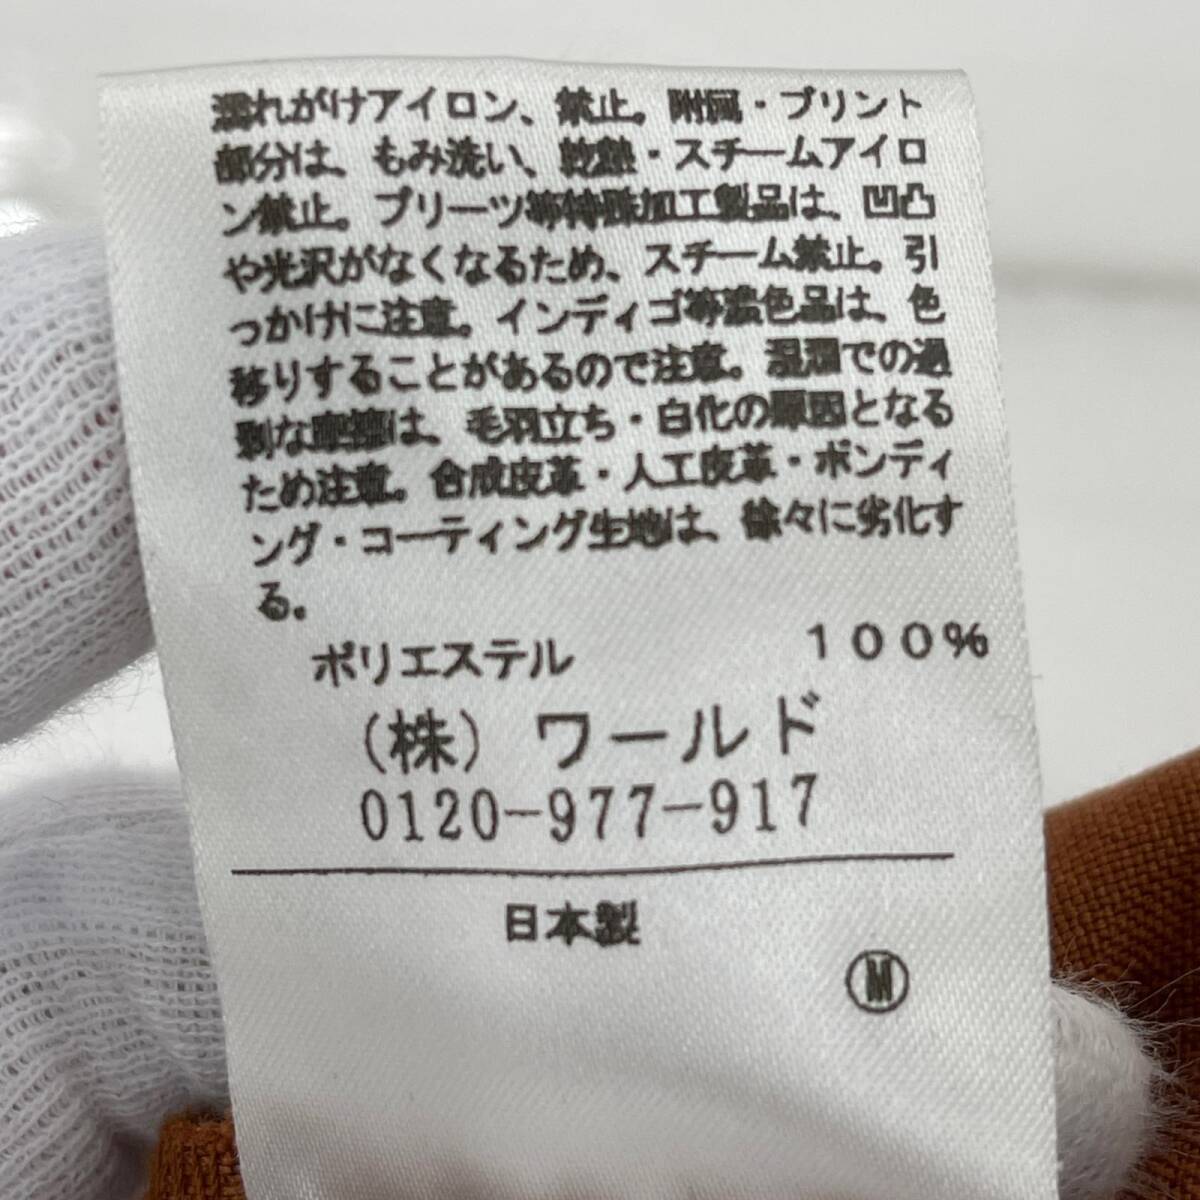 濡れがけアイロン、禁止。附属・プリント
部分は、もみ洗い、乾熱・スチームアイロ
ン禁止。プリーツ等特殊加工製品は、凹凸
や光沢がなくなるため、スチーム禁止。引
っかけに注意。インディゴ等濃色品は、色
移りすることがあるので注意。湿潤での過
剰な摩擦は、毛羽立ち・白化の原因となる
ため注意。合成皮革・人工皮革・ボンディ
ング・コーティング生地は、徐々に劣化す
る。
ポリエステル 100%
(株) ワールド
0120-977-917
日本製
M